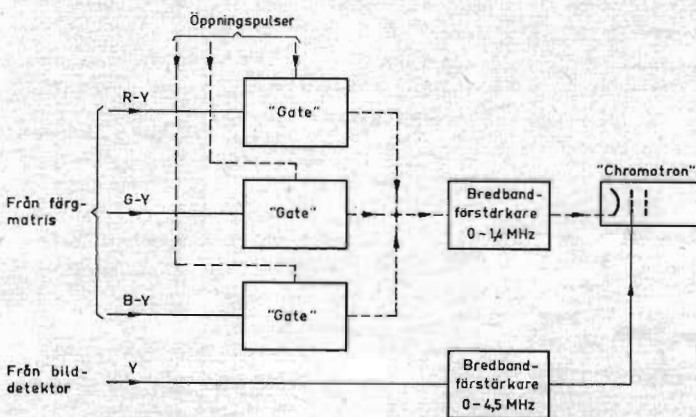 Öppningspulser
R-Y
"Gate"
"Chromatron"
Från färg-
matris
G-Y
"Gate"
Bredband-
förstärkare
0-1,4 MHz
B-Y
"Gate"
Från bild-
detektor
Y
Bredband-
förstärkare
0-4,5 MHz